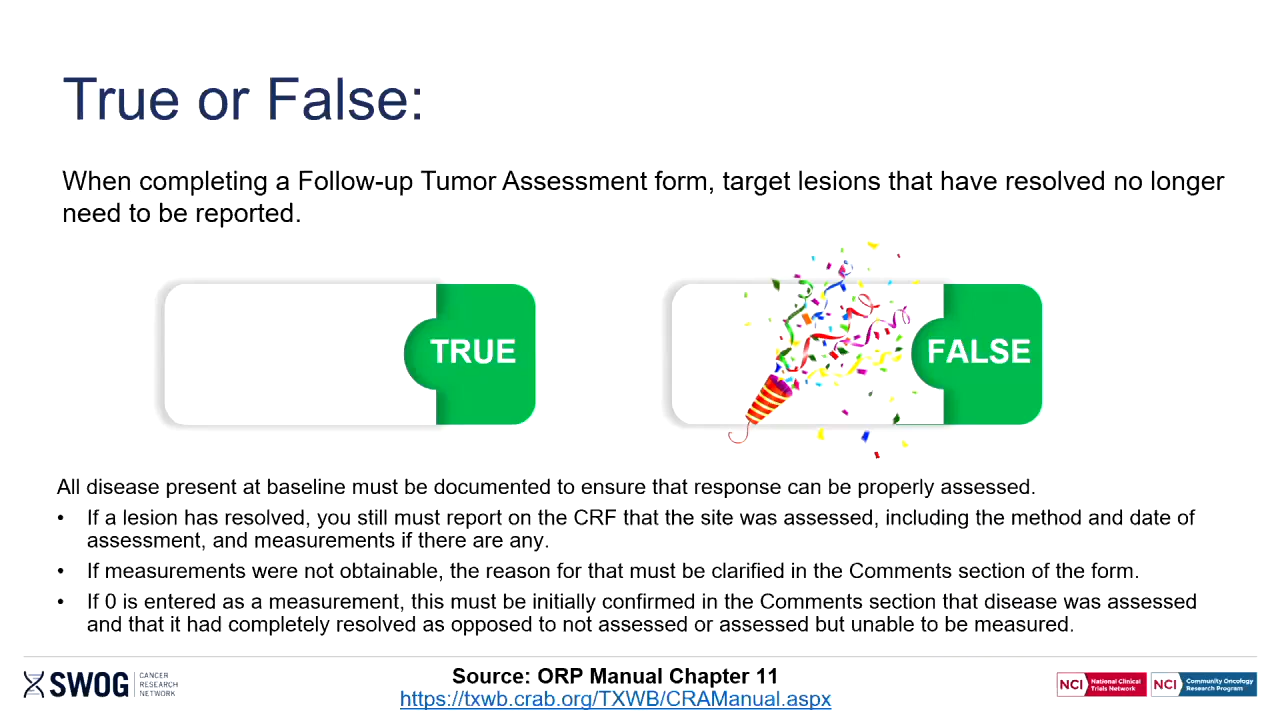 True or False:
When completing a Follow-up Tumor Assessment form, target lesions that have resolved no longer
need to be reported.
TRUE
FALSE
All disease present at baseline must be documented to ensure that response can be properly assessed.
• If a lesion has resolved, you still must report on the CRF that the site was assessed, including the method and date of
assessment, and measurements if there are any.
• If measurements were not obtainable, the reason for that must be clarified in the Comments section of the form.
• If 0 is entered as a measurement, this must be initially confirmed in the Comments section that disease was assessed
and that it had completely resolved as opposed to not assessed or assessed but unable to be measured.
SWOG
CANCER
RESEARCH
NETWORK
Source: ORP Manual Chapter 11
https://txwb.crab.org/TXWB/CRAManual.aspx
NCI
National Clinical
Trials Network
NCI
Community Oncology
Research Program